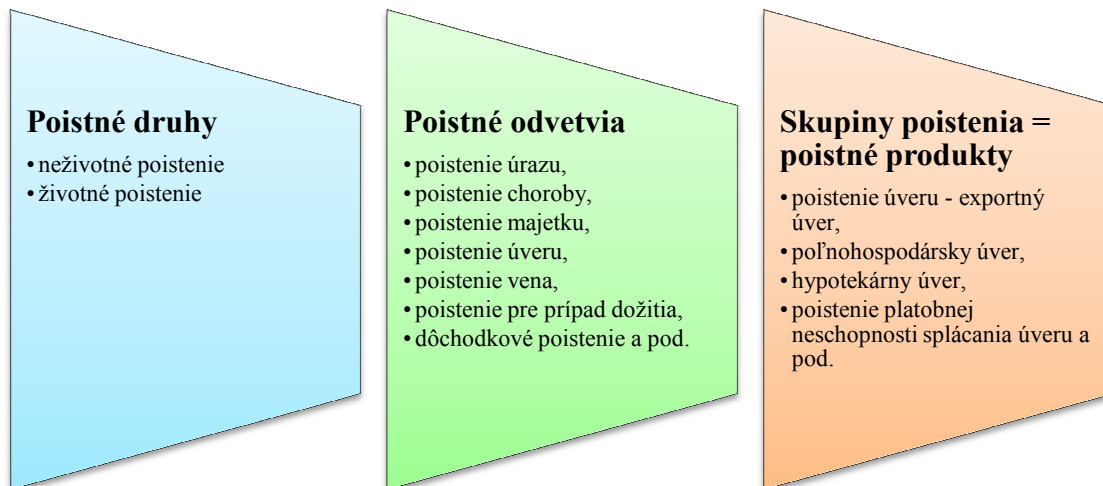 Poistné druhy
• neživotné poistenie
• životné poistenie
Poistné odvetvia
• poistenie úrazu,
• poistenie choroby,
• poistenie majetku,
• poistenie úveru,
• poistenie vena,
• poistenie pre prípad dožitia,
• dôchodkové poistenie a pod.
Skupiny poistenia =
poistné produkty
• poistenie úveru - exportný
úver,
• poľnohospodársky úver,
• hypotekárny úver,
• poistenie platobnej
neschopnosti splácania úveru a
pod.